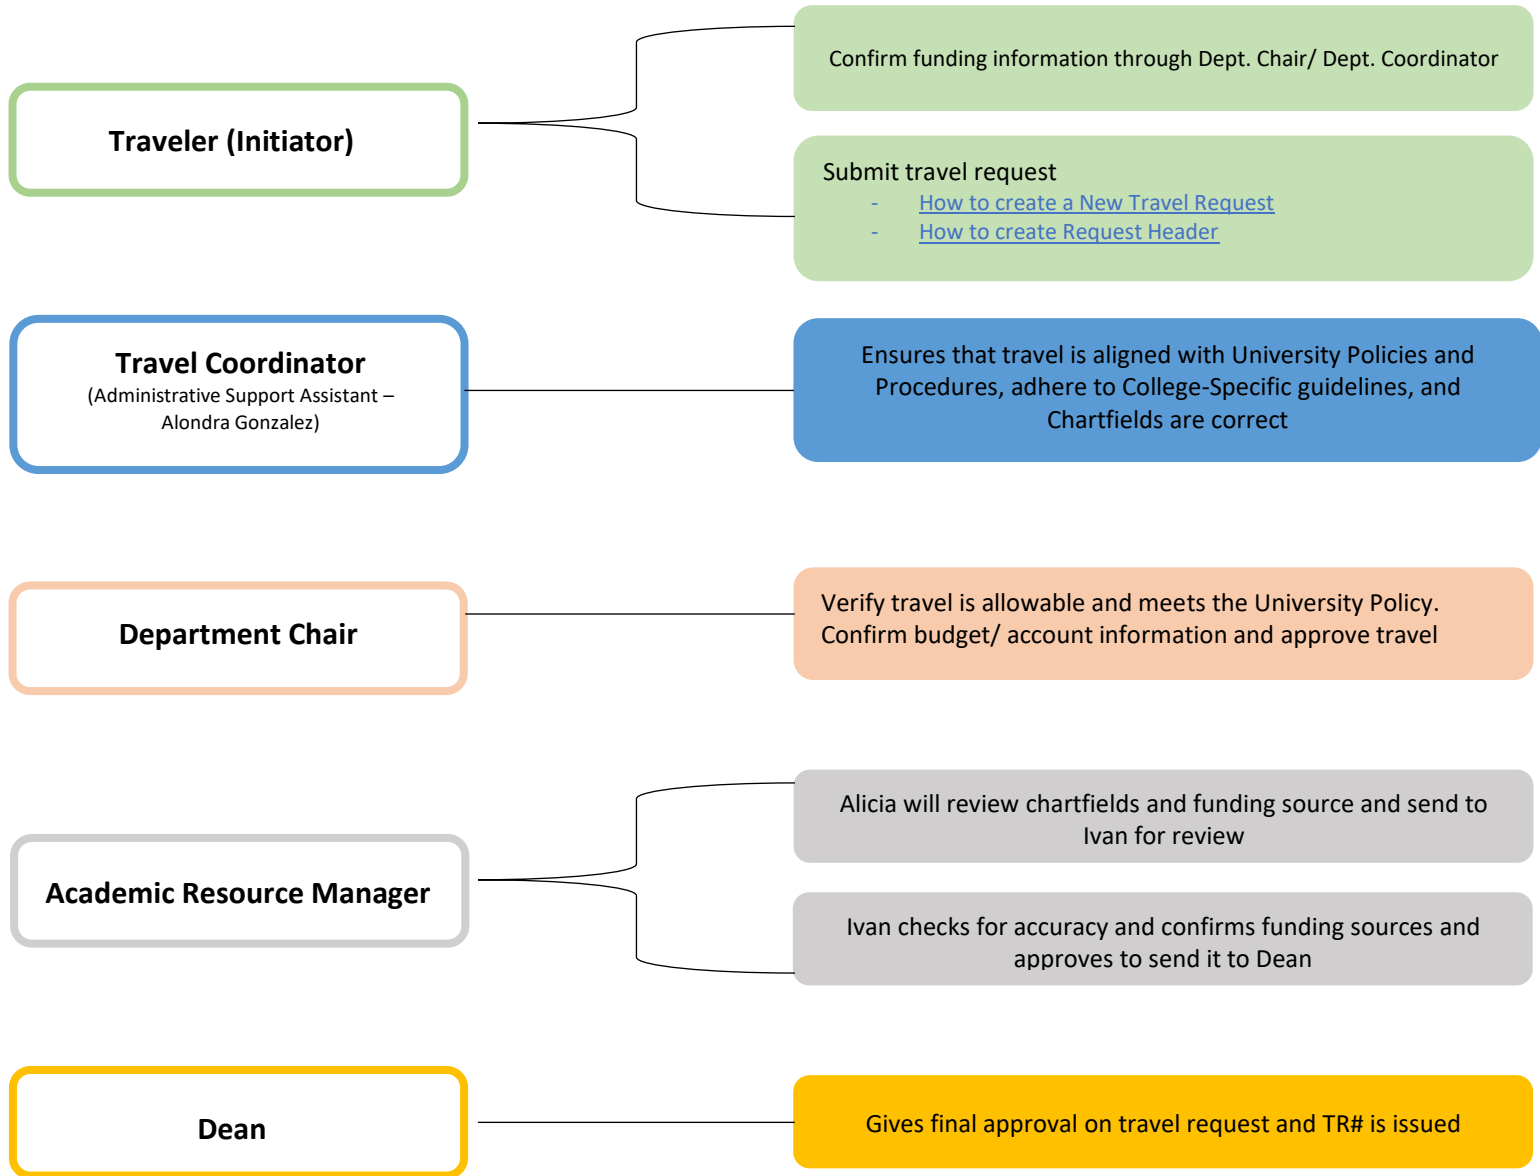 Traveler (Initiator)
Confirm funding information through Dept. Chair/ Dept. Coordinator
Submit travel request
- How to create a New Travel Request
- How to create Request Header
Travel Coordinator
(Administrative Support Assistant –
Alondra Gonzalez)
Ensures that travel is aligned with University Policies and
Procedures, adhere to College-Specific guidelines, and
Chartfields are correct
Department Chair
Verify travel is allowable and meets the University Policy.
Confirm budget/ account information and approve travel
Academic Resource Manager
Alicia will review chartfields and funding source and send to
Ivan for review
Ivan checks for accuracy and confirms funding sources and
approves to send it to Dean
Dean
Gives final approval on travel request and TR# is issued